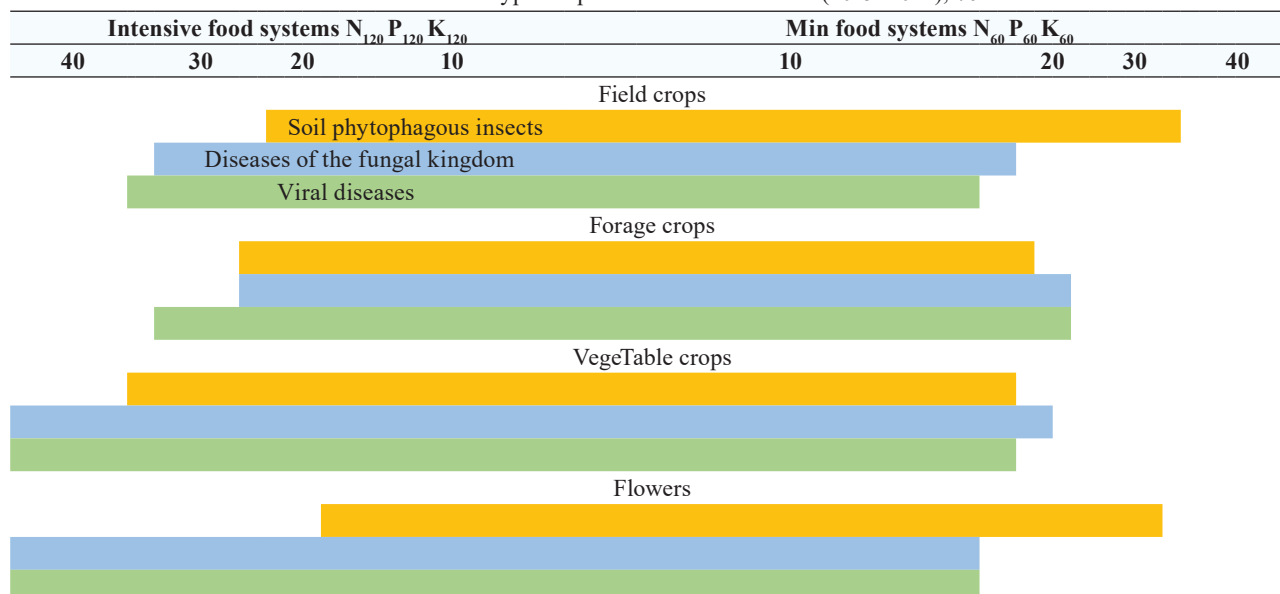 Intensive food systems N120 P120 K120 Min food systems N60 P60 K60
40 30 20 10 10 20 30 40
Field crops
Soil phytophagous insects
Diseases of the fungal kingdom
Viral diseases
Forage crops
VegeTable crops
Flowers